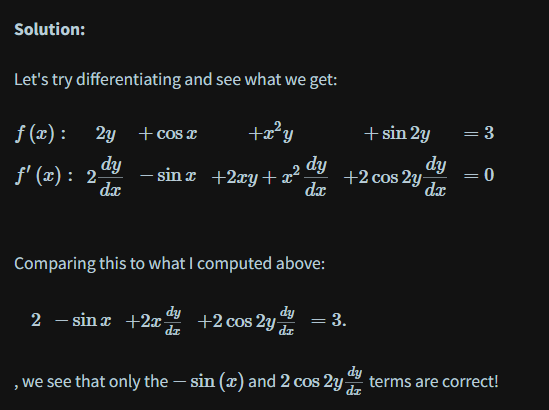 Solution:
Let's try differentiating and see what we get:
f (x) : 2y + cos x +x²y + sin 2y = 3
f′ (x) : 2 dy/dx − sin x +2xy + x² dy/dx +2 cos 2y dy/dx = 0
Comparing this to what I computed above:
2 − sin x +2x dy/dx +2 cos 2y dy/dx = 3.
, we see that only the − sin (x) and 2 cos 2y dy/dx terms are correct!